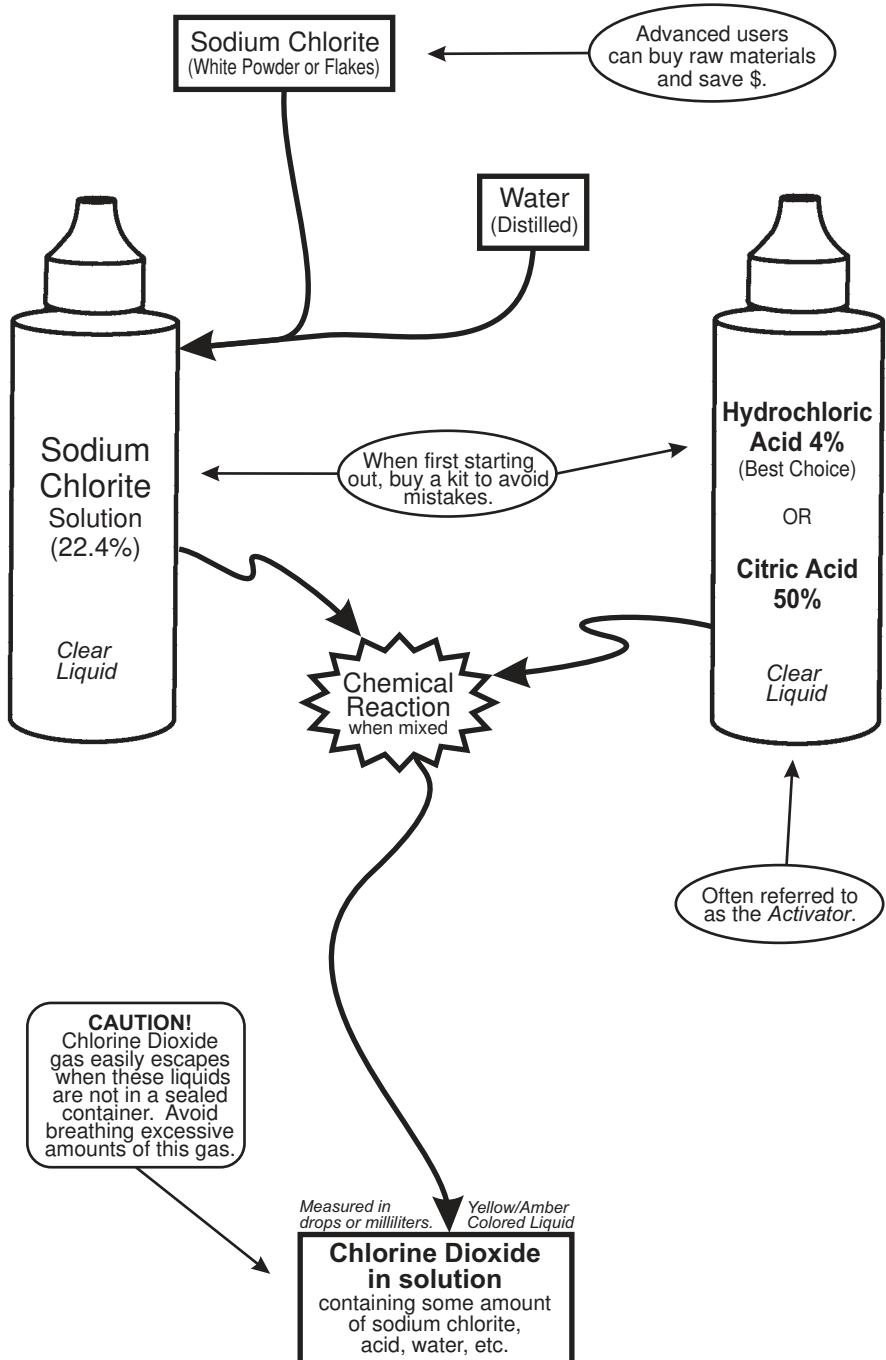 Sodium Chlorite
(White Powder or Flakes)
Advanced users
can buy raw materials
and save $.
Water
(Distilled)
Sodium
Chlorite
Solution
(22.4%)
Clear
Liquid
When first starting
out, buy a kit to avoid
mistakes.
Hydrochloric
Acid 4%
(Best Choice)
OR
Citric Acid
50%
Clear
Liquid
Chemical
Reaction
when mixed
Often referred to
as the Activator.
CAUTION!
Chlorine Dioxide
gas easily escapes
when these liquids
are not in a sealed
container. Avoid
breathing excessive
amounts of this gas.
Measured in
drops or milliliters.
Yellow/Amber
Colored Liquid
Chlorine Dioxide
in solution
containing some amount
of sodium chlorite,
acid, water, etc.